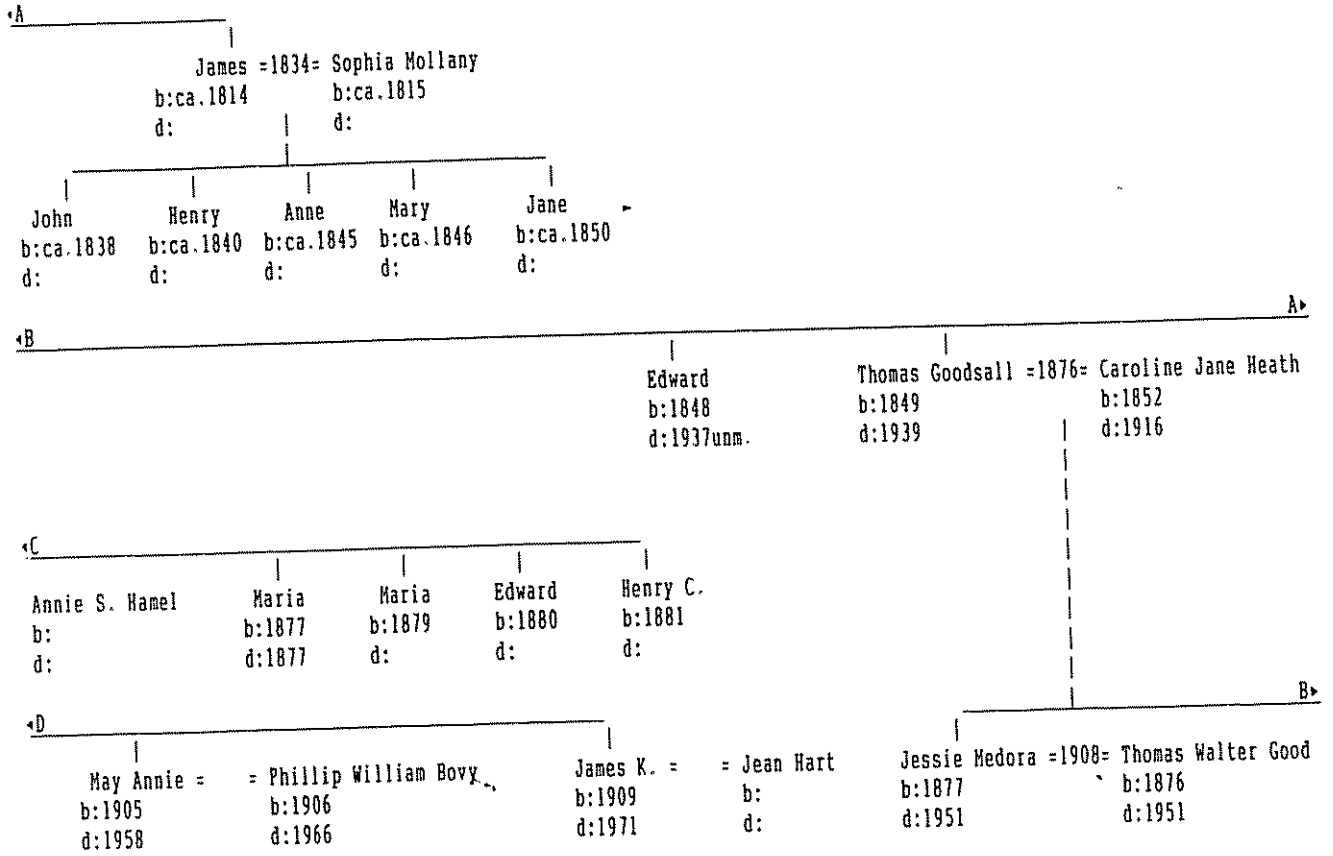 ◂A
James =1834= Sophia Mollany
b:ca.1814 b:ca.1815
d: d:
John Henry Anne Mary Jane ►
b:ca.1838 b:ca.1840 b:ca.1845 b:ca.1846 b:ca.1850
d: d: d: d: d:
◂B A▸
Edward Thomas Goodsall =1876= Caroline Jane Heath
b:1848 b:1849 b:1852
d:1937unm. d:1939 d:1916
◂C
Annie S. Hamel Maria Maria Edward Henry C.
b: b:1877 b:1879 b:1880 b:1881
d: d:1877 d: d: d:
◂D B▸
May Annie = = Phillip William Bovy James K. = = Jean Hart Jessie Medora =1908= Thomas Walter Good
b:1905 b:1906 b:1909 b: b:1877 b:1876
d:1958 d:1966 d:1971 d: d:1951 d:1951